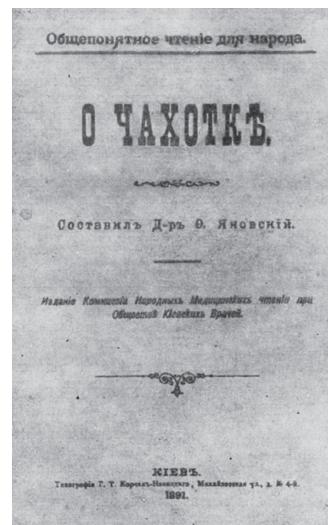 Общепонятное чтеніе для народа.
О ЧАХОТКѢ.
Составилъ Д-ръ Ѳ. Яновскій.
Изданіе Коммисіи Народныхъ Медицинскихъ чтеній при
Обществѣ Кіевскихъ Врачей.
КІЕВЪ.
Типографія Г. Т. Корчакъ-Новицкаго, Михайловская ул., д. № 4-й.
1891.